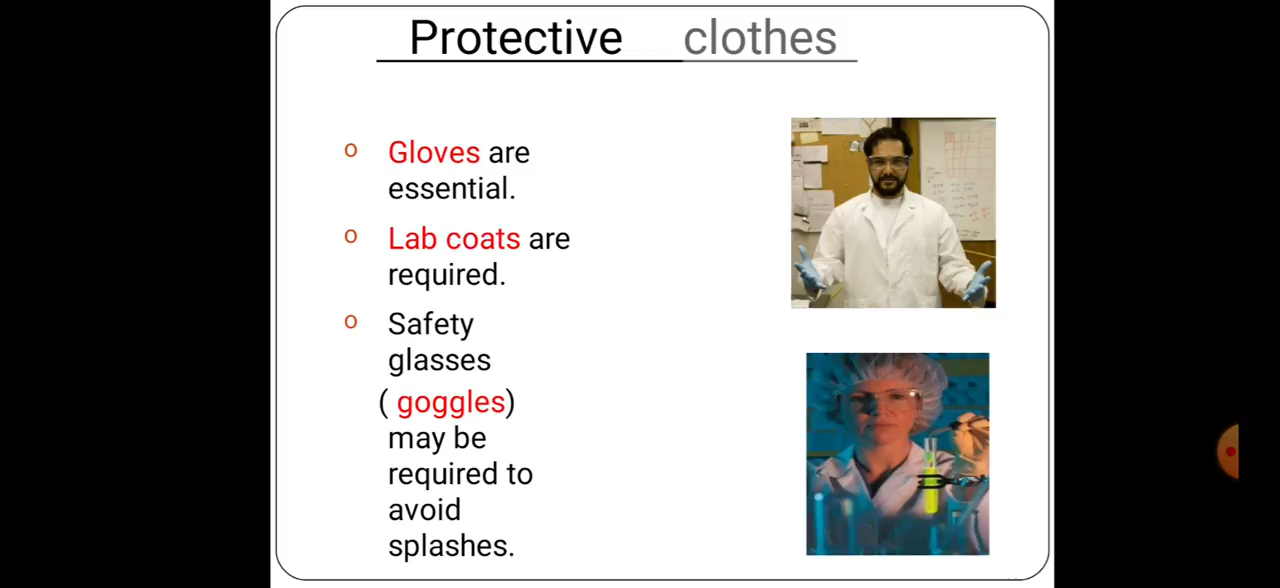 Protective clothes
o Gloves are
essential.
o Lab coats are
required.
o Safety
glasses
( goggles)
may be
required to
avoid
splashes.